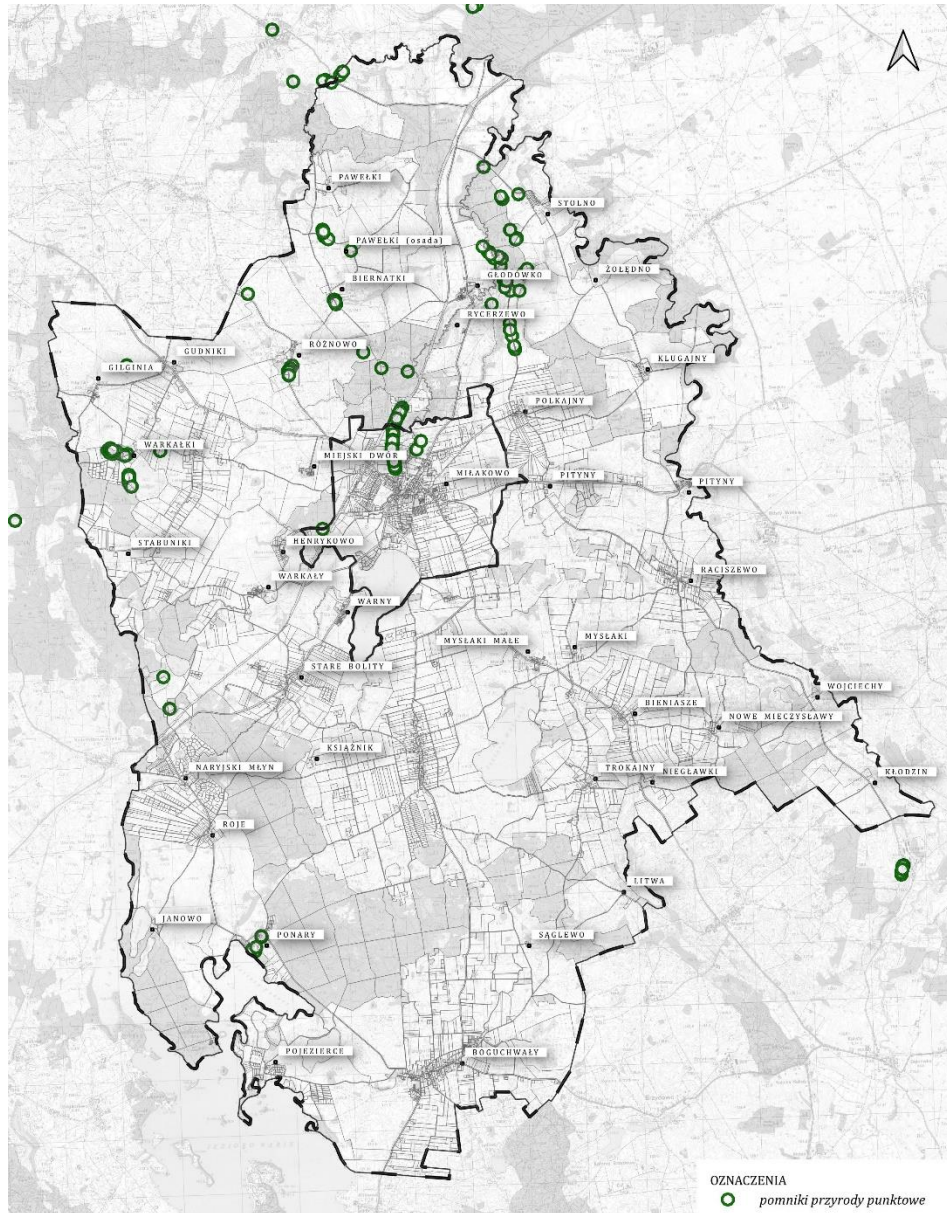 PAWEŁKI
STOLNO
PAWEŁKI (osada)
ŻOŁĘDNO
BIERNATKI
GŁODÓWKO
RYCERZEWO
RÓŻNOWO
GUDNIKI
KLUGAJNY
GILGINIA
POLKAJNY
WARKAŁKI
MIEJSKI DWÓR
MIŁAKOWO
PITYNY
PITYNY
HENRYKOWO
STABUNIKI
RACISZEWO
WARKAŁY
WARNY
MYSŁAKI MAŁE
MYSŁAKI
STARE BOLITY
WOJCIECHY
BIENIASZE
NOWE MIECZYSŁAWY
KSIĄŻNIK
NARYJSKI MŁYN
TROKAJNY
NIEGŁAWKI
KŁODZIN
ROJE
LITWA
JANOWO
PONARY
SĄGLEWO
POJEZIERCE
BOGUCHWAŁY
OZNACZENIA
pomniki przyrody punktowe